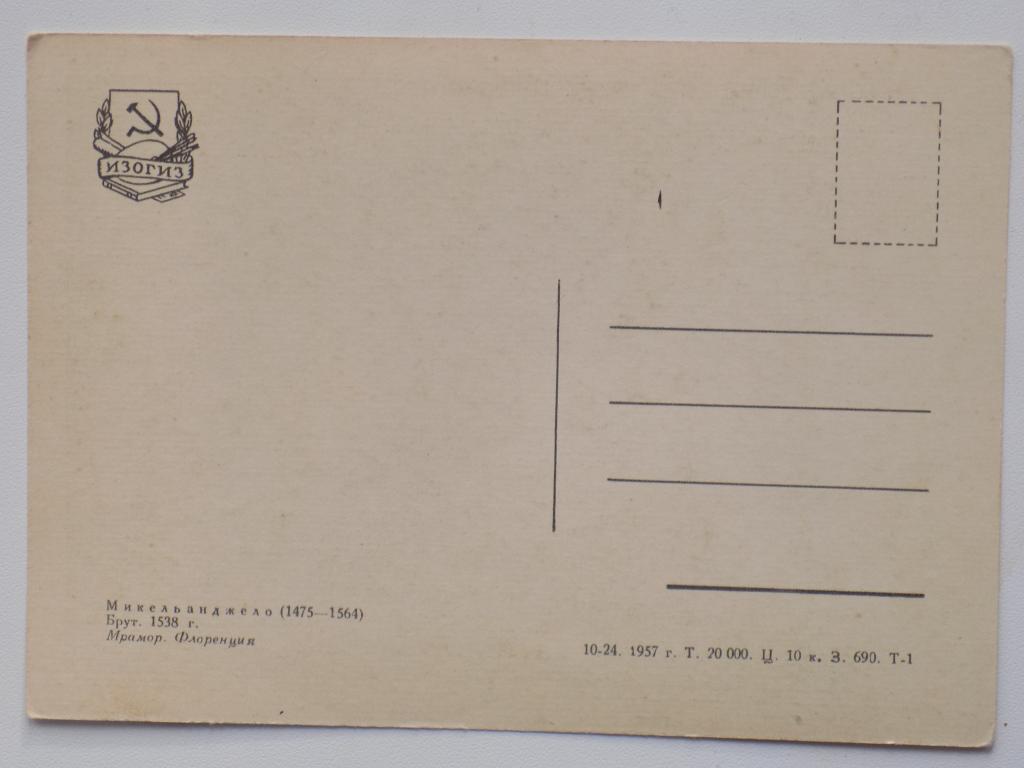 ИЗОГИЗ
Микельанджело (1475—1564)
Брут. 1538 г.
Мрамор. Флоренция
10-24. 1957 г. Т. 20 000. Ц. 10 к. З. 690. Т-1